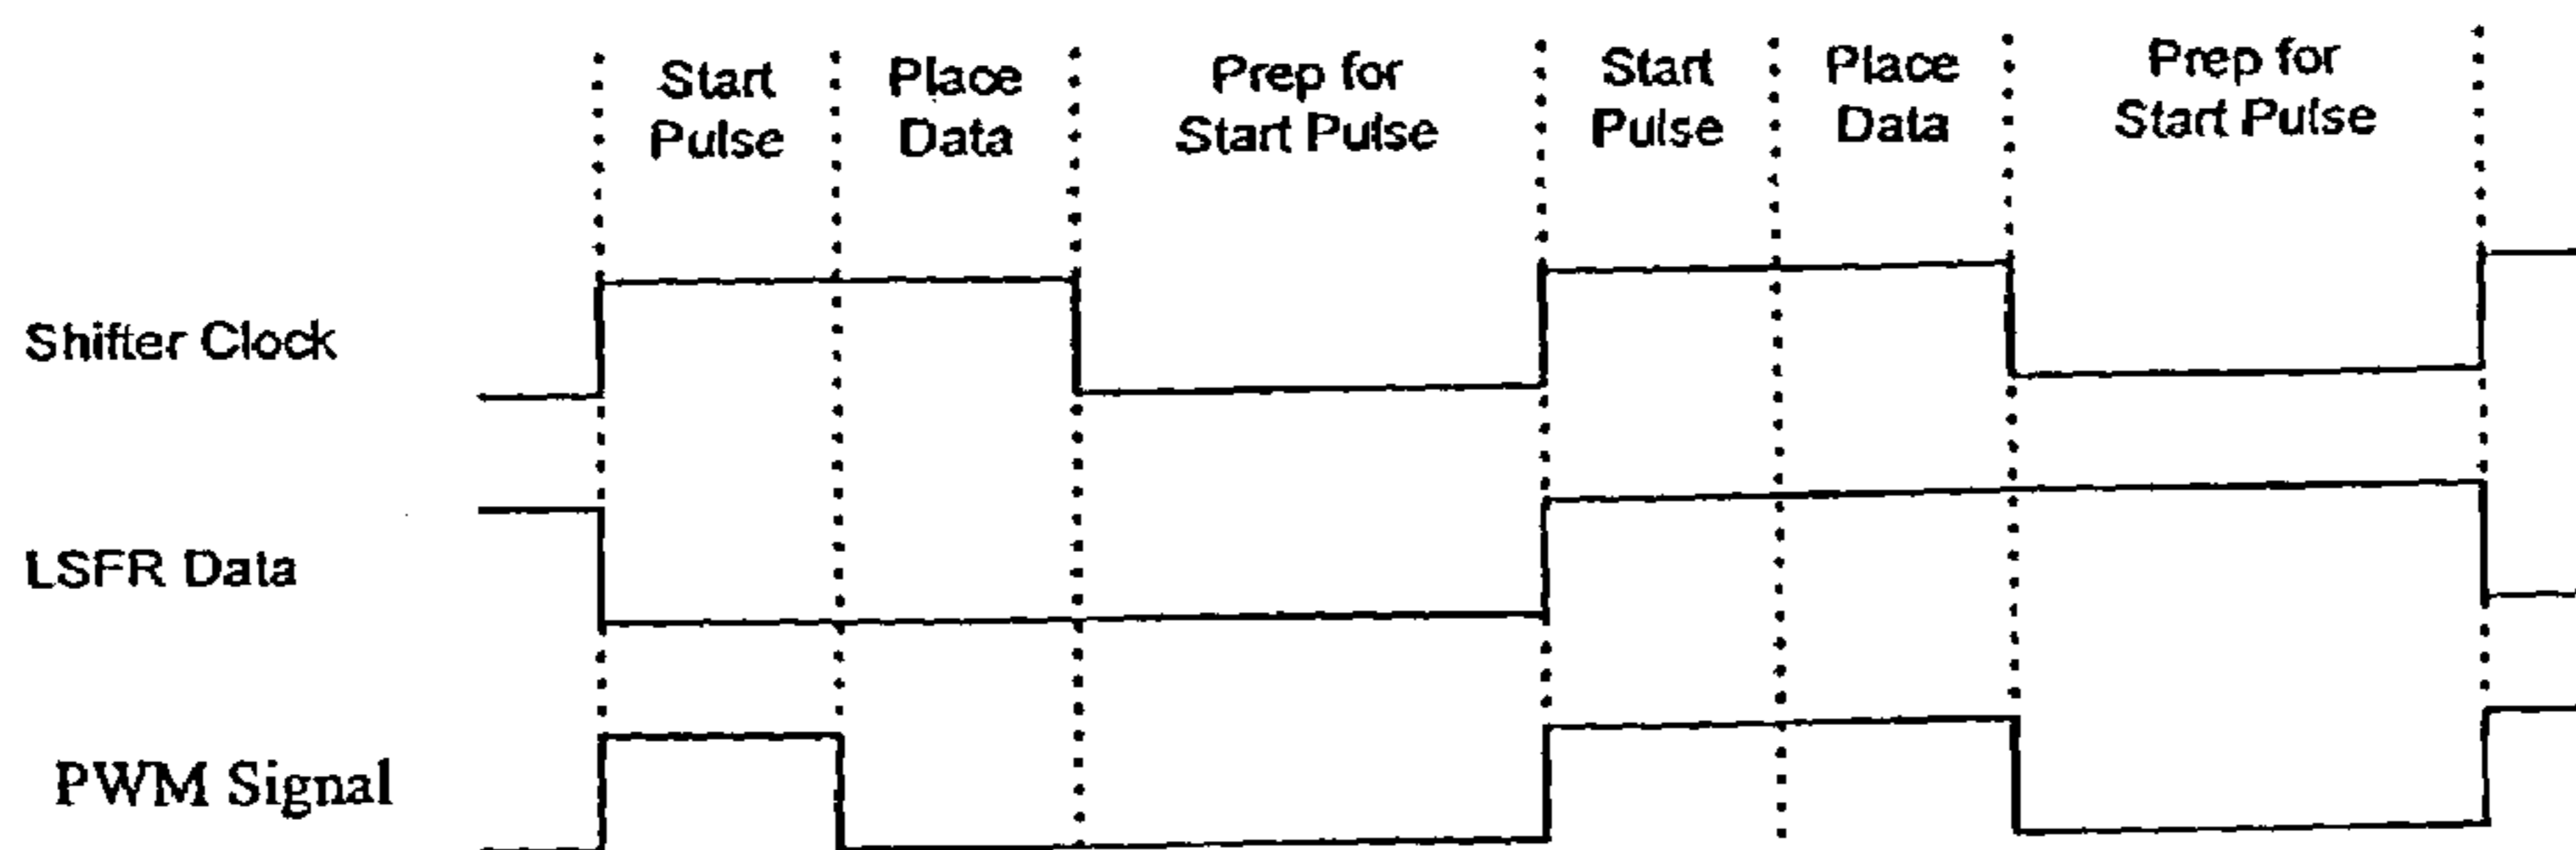 Start
Pulse
Place
Data
Prep for
Start Pulse
Start
Pulse
Place
Data
Prep for
Start Pulse
Shifter Clock
LSFR Data
PWM Signal